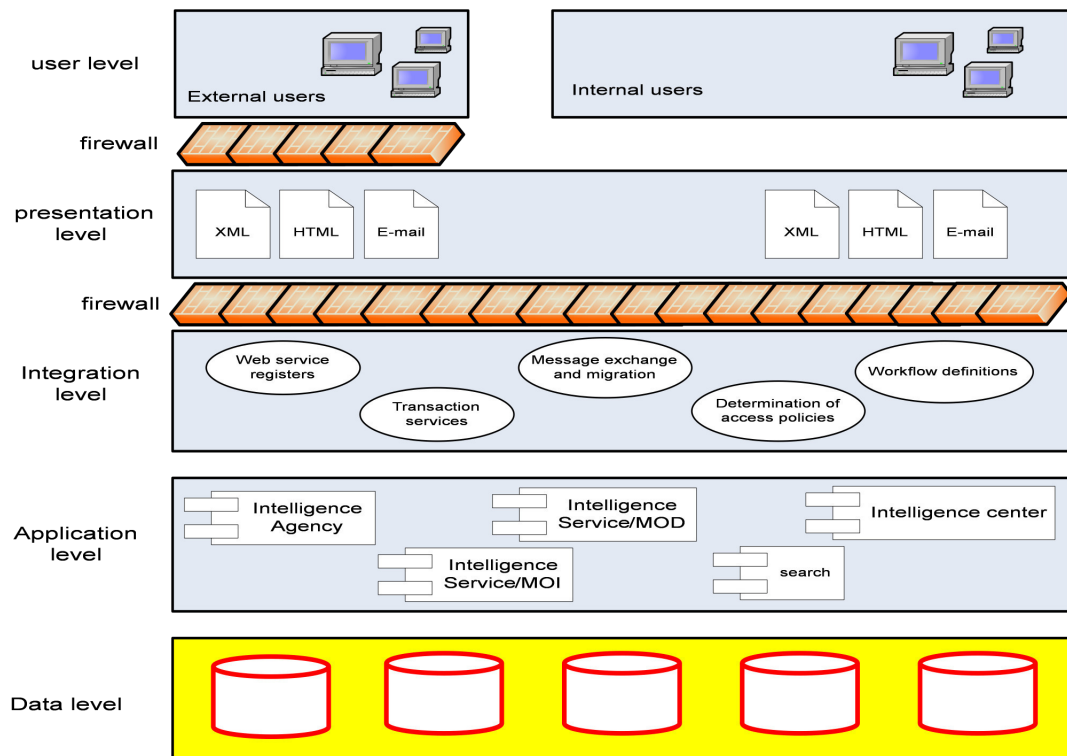 user level
External users
Internal users
firewall
presentation
level
XML
HTML
E-mail
XML
HTML
E-mail
firewall
Integration
level
Web service
registers
Transaction
services
Message exchange
and migration
Determination of
access policies
Workflow definitions
Application
level
Intelligence
Agency
Intelligence
Service/MOI
Intelligence
Service/MOD
search
Intelligence center
Data level